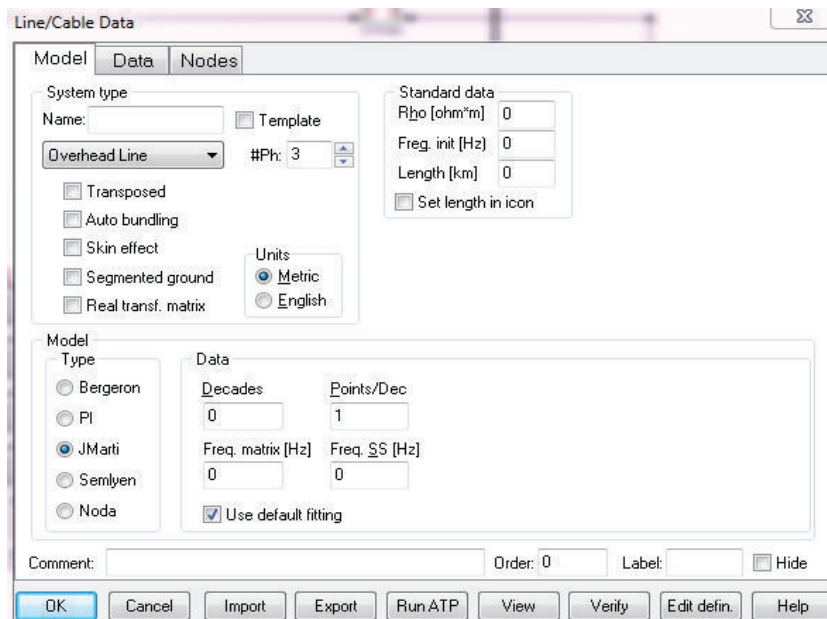 Line/Cable Data
Model Data Nodes
System type
Name: Template
Overhead Line #Ph: 3
Transposed
Auto bundling
Skin effect
Segmented ground
Real transf. matrix
Units
Metric
English
Standard data
Rho [ohm*m] 0
Freq. init [Hz) 0
Length [km] 0
Set length in icon
Model
Type
Bergeron
PI
JMarti
Semlyen
Noda
Data
Decades Points/Dec
0 1
Freq. matrix [Hz] Freq. SS [Hz]
0 0
Use default fitting
Comment: Order: 0 Label: Hide
OK Cancel Import Export Run ATP View Verify Edit defin. Help